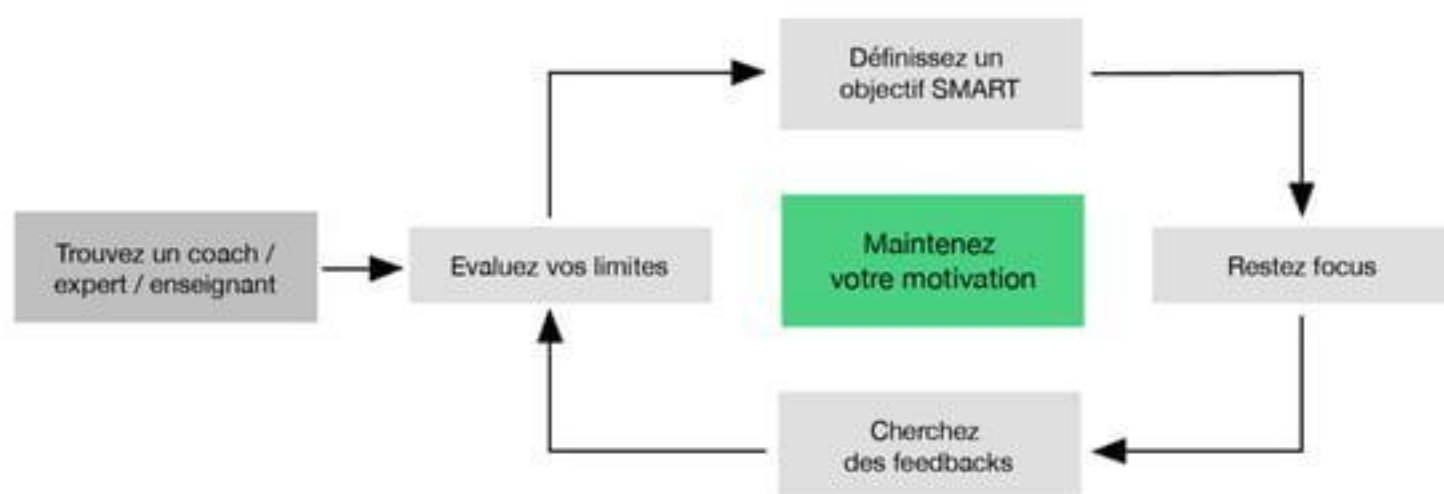 Définissez un
objectif SMART
Trouvez un coach /
expert / enseignant
Evaluez vos limites
Maintenez
votre motivation
Restez focus
Cherchez
des feedbacks